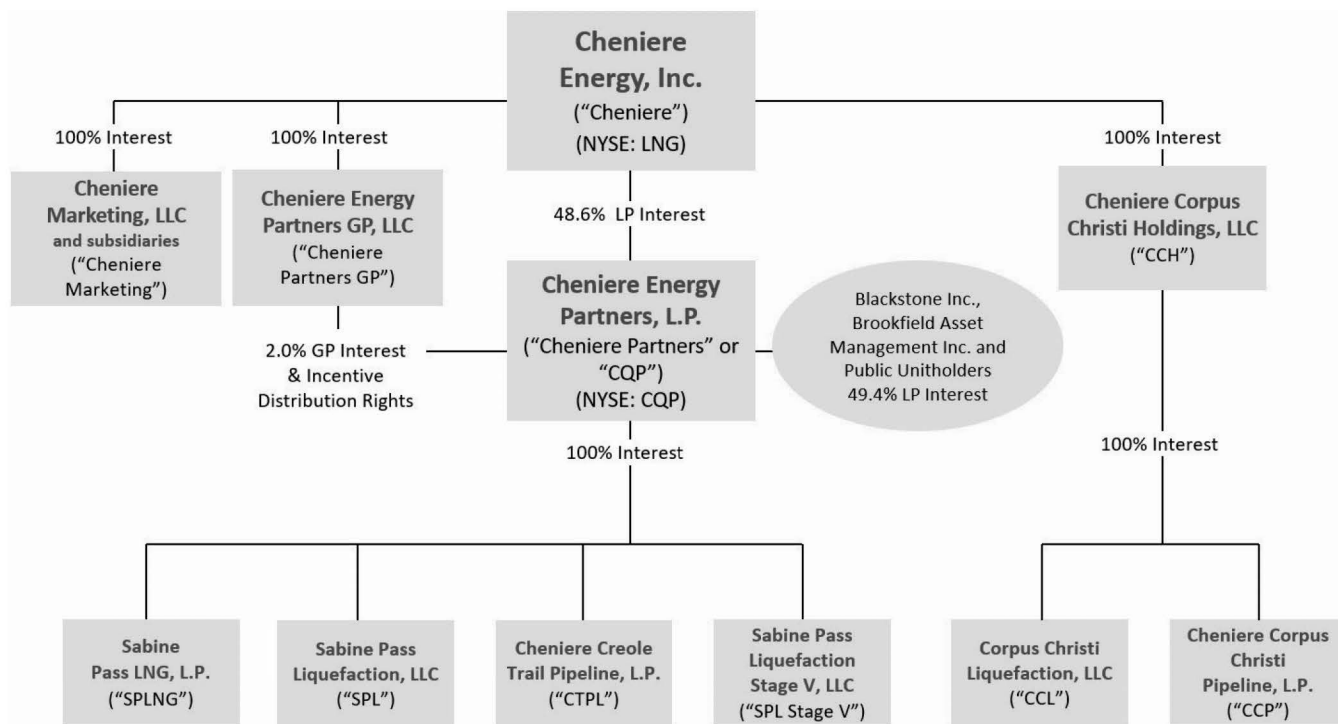 Cheniere
Energy, Inc.
(“Cheniere”)
(NYSE: LNG)
100% Interest
100% Interest
100% Interest
Cheniere
Marketing, LLC
and subsidiaries
(“Cheniere
Marketing”)
Cheniere Energy
Partners GP, LLC
(“Cheniere
Partners GP”)
48.6% LP Interest
Cheniere Corpus
Christi Holdings, LLC
(“CCH”)
2.0% GP Interest
& Incentive
Distribution Rights
Cheniere Energy
Partners, L.P.
(“Cheniere Partners” or
“CQP”)
(NYSE: CQP)
Blackstone Inc.,
Brookfield Asset
Management Inc. and
Public Unitholders
49.4% LP Interest
100% Interest
100% Interest
Sabine
Pass LNG, L.P.
(“SPLNG”)
Sabine Pass
Liquefaction, LLC
(“SPL”)
Cheniere Creole
Trail Pipeline, L.P.
(“CTPL”)
Sabine Pass
Liquefaction
Stage V, LLC
(“SPL Stage V”)
Corpus Christi
Liquefaction, LLC
(“CCL”)
Cheniere Corpus
Christi
Pipeline, L.P.
(“CCP”)